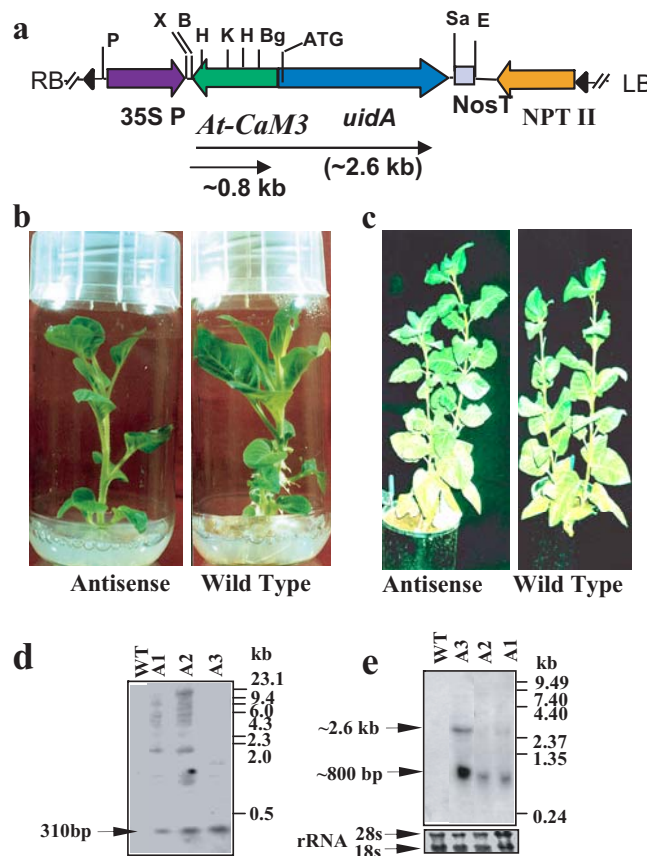 a
X B
P H K H Bg ATG Sa E
RB LB
35S P At-CaM3 uidA NosT NPT II
(~2.6 kb)
~0.8 kb
b
c
Antisense Wild Type
Antisense Wild Type
d
WT A1 A2 A3 kb
23.1
9.4
6.0
4.3
2.3
2.0
0.5
310bp
e
WT A3 A2 A1 kb
9.49
7.40
4.40
~2.6 kb
2.37
1.35
~800 bp
0.24
rRNA 28s
18s